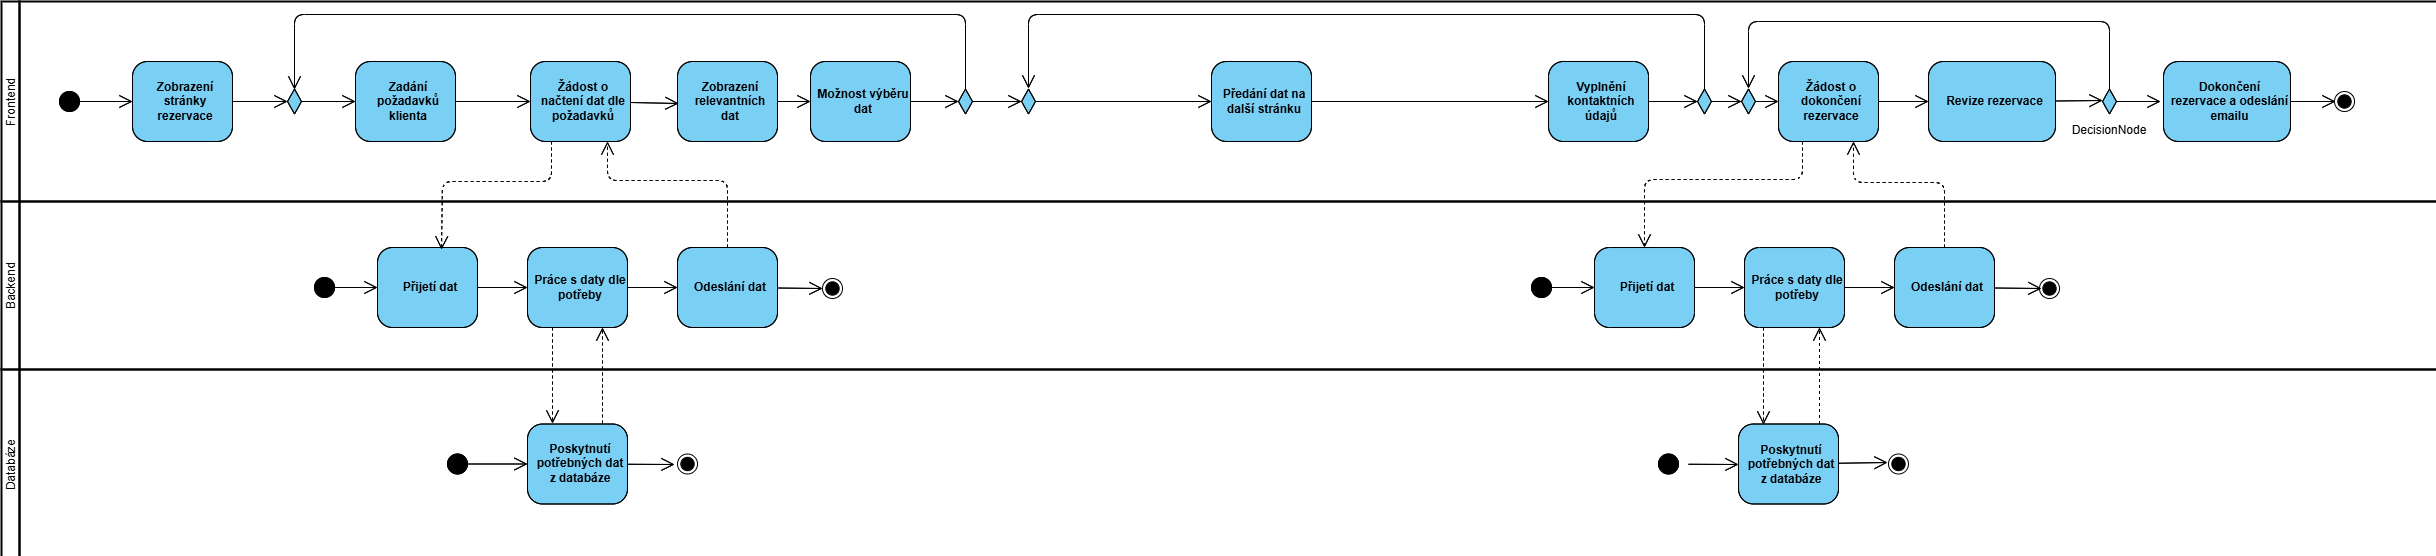 Frontend
Zobrazení
stránky
rezervace
Zadání
požadavků
klienta
Žádost o
načtení dat dle
požadavků
Zobrazení
relevantních
dat
Možnost výběru
dat
Předání dat na
další stránku
Vyplnění
kontaktních
údajů
Žádost o
dokončení
rezervace
Revize rezervace
DecisionNode
Dokončení
rezervace a odeslání
emailu
Backend
Přijetí dat
Práce s daty dle
potřeby
Odeslání dat
Přijetí dat
Práce s daty dle
potřeby
Odeslání dat
Databáze
Poskytnutí
potřebných dat
z databáze
Poskytnutí
potřebných dat
z databáze